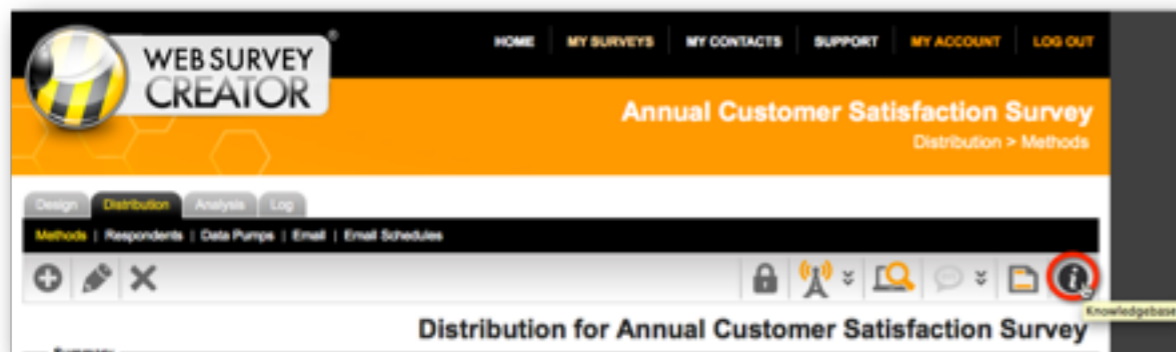 WEB SURVEY
CREATOR
HOME MY SURVEYS MY CONTACTS SUPPORT MY ACCOUNT LOG OUT
Annual Customer Satisfaction Survey
Distribution > Methods
Design Distribution Analysis Log
Methods | Respondents | Data Pumps | Email | Email Schedules
Knowledgebase
Distribution for Annual Customer Satisfaction Survey
Summary